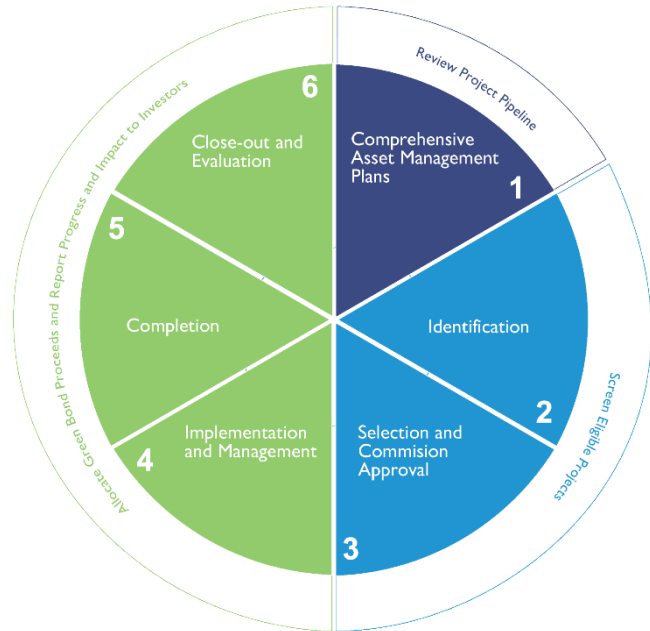 Review Project Pipeline
1
Comprehensive
Asset Management
Plans
Screen Eligible Projects
2
Identification
3
Selection and
Commision
Approval
Allocate Green Bond Proceeds and Report Progress and Impact to Investors
4
Implementation
and Management
5
Completion
6
Close-out and
Evaluation